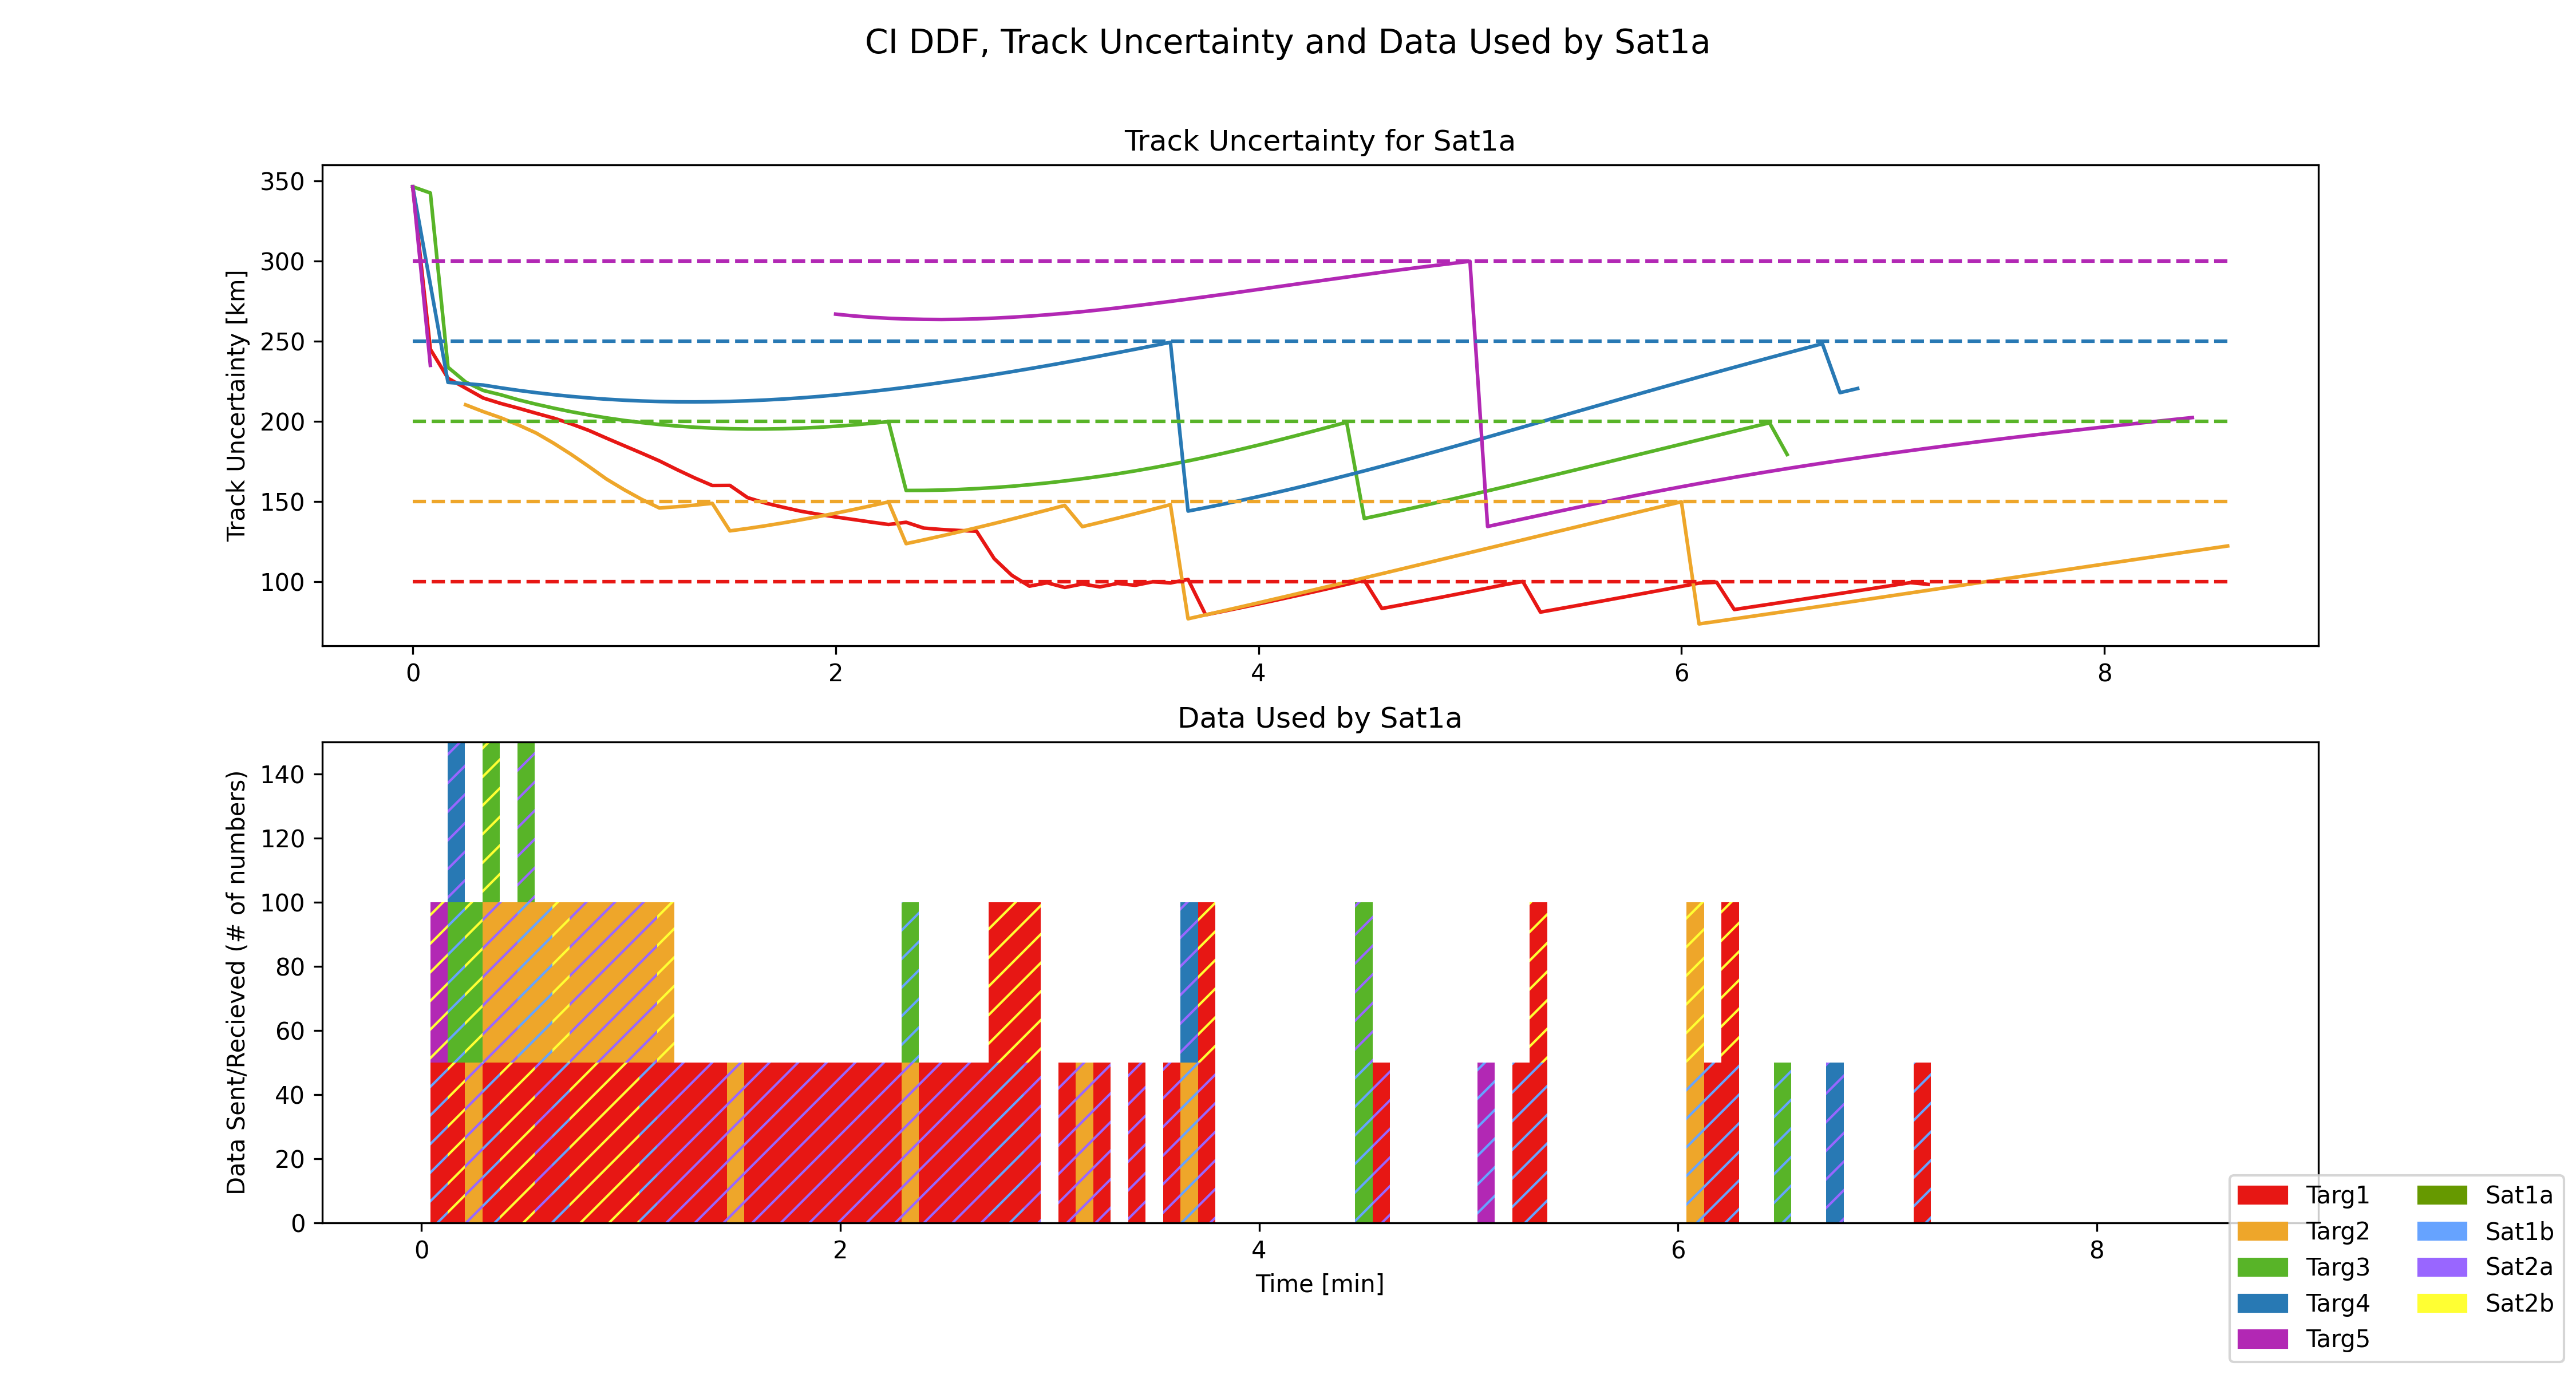 CI DDF, Track Uncertainty and Data Used by Sat1a
Track Uncertainty for Sat1a
Track Uncertainty [km]
350
300
250
200
150
100
0 2 4 6 8
Data Used by Sat1a
Data Sent/Recieved (# of numbers)
140
120
100
80
60
40
20
0
0 2 4 6 8
Time [min]
Targ1 Sat1a
Targ2 Sat1b
Targ3 Sat2a
Targ4 Sat2b
Targ5